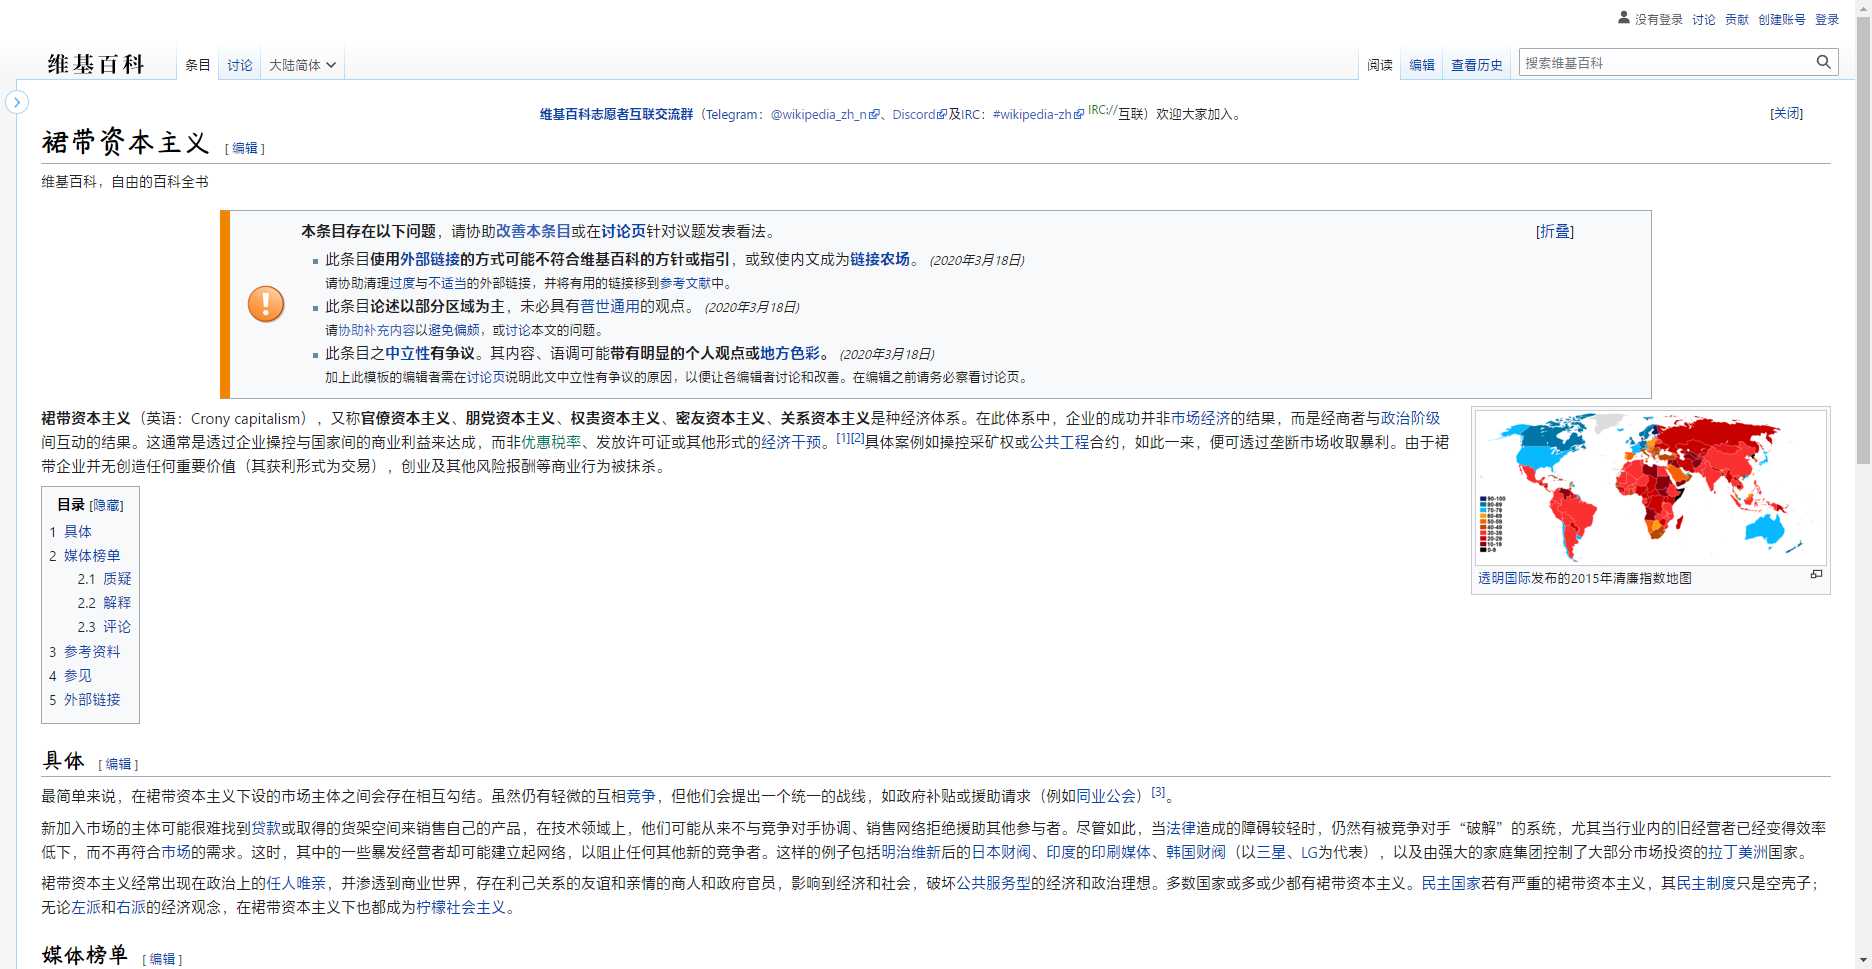 没有登录 讨论 贡献 创建账号 登录
维基百科 条目 讨论 大陆简体 阅读 编辑 查看历史 搜索维基百科
维基百科志愿者互联交流群（Telegram：@wikipedia_zh_n、Discord及IRC：#wikipedia-zh IRC://互联）欢迎大家加入。 [关闭]
裙带资本主义 [ 编辑 ]
维基百科，自由的百科全书
本条目存在以下问题，请协助改善本条目或在讨论页针对议题发表看法。 [折叠]
此条目使用外部链接的方式可能不符合维基百科的方针或指引，或致使内文成为链接农场。 (2020年3月18日)
请协助清理过度与不适当的外部链接，并将有用的链接移到参考文献中。
此条目论述以部分区域为主，未必具有普世通用的观点。 (2020年3月18日)
请协助补充内容以避免偏颇，或讨论本文的问题。
此条目之中立性有争议。其内容、语调可能带有明显的个人观点或地方色彩。 (2020年3月18日)
加上此模板的编辑者需在讨论页说明此文中立性有争议的原因，以便让各编辑者讨论和改善。在编辑之前请务必察看讨论页。
裙带资本主义（英语：Crony capitalism），又称官僚资本主义、朋党资本主义、权贵资本主义、密友资本主义、关系资本主义是种经济体系。在此体系中，企业的成功并非市场经济的结果，而是经商者与政治阶级
间互动的结果。这通常是透过企业操控与国家间的商业利益来达成，而非优惠税率、发放许可证或其他形式的经济干预。[1][2]具体案例如操控采矿权或公共工程合约，如此一来，便可透过垄断市场收取暴利。由于裙
带企业并无创造任何重要价值（其获利形式为交易），创业及其他风险报酬等商业行为被抹杀。
90-100
80-89
70-79
60-69
50-59
40-49
30-39
20-29
10-19
0-9
透明国际发布的2015年清廉指数地图
目录 [隐藏]
1 具体
2 媒体榜单
2.1 质疑
2.2 解释
2.3 评论
3 参考资料
4 参见
5 外部链接
具体 [ 编辑 ]
最简单来说，在裙带资本主义下设的市场主体之间会存在相互勾结。虽然仍有轻微的互相竞争，但他们会提出一个统一的战线，如政府补贴或援助请求（例如同业公会）[3]。
新加入市场的主体可能很难找到贷款或取得的货架空间来销售自己的产品，在技术领域上，他们可能从来不与竞争对手协调、销售网络拒绝援助其他参与者。尽管如此，当法律造成的障碍较轻时，仍然有被竞争对手“破解”的系统，尤其当行业内的旧经营者已经变得效率
低下，而不再符合市场的需求。这时，其中的一些暴发经营者却可能建立起网络，以阻止任何其他新的竞争者。这样的例子包括明治维新后的日本财阀、印度的印刷媒体、韩国财阀（以三星、LG为代表），以及由强大的家庭集团控制了大部分市场投资的拉丁美洲国家。
裙带资本主义经常出现在政治上的任人唯亲，并渗透到商业世界，存在利己关系的友谊和亲情的商人和政府官员，影响到经济和社会，破坏公共服务型的经济和政治理想。多数国家或多或少都有裙带资本主义。民主国家若有严重的裙带资本主义，其民主制度只是空壳子；
无论左派和右派的经济观念，在裙带资本主义下也都成为柠檬社会主义。
媒体榜单 [ 编辑 ]